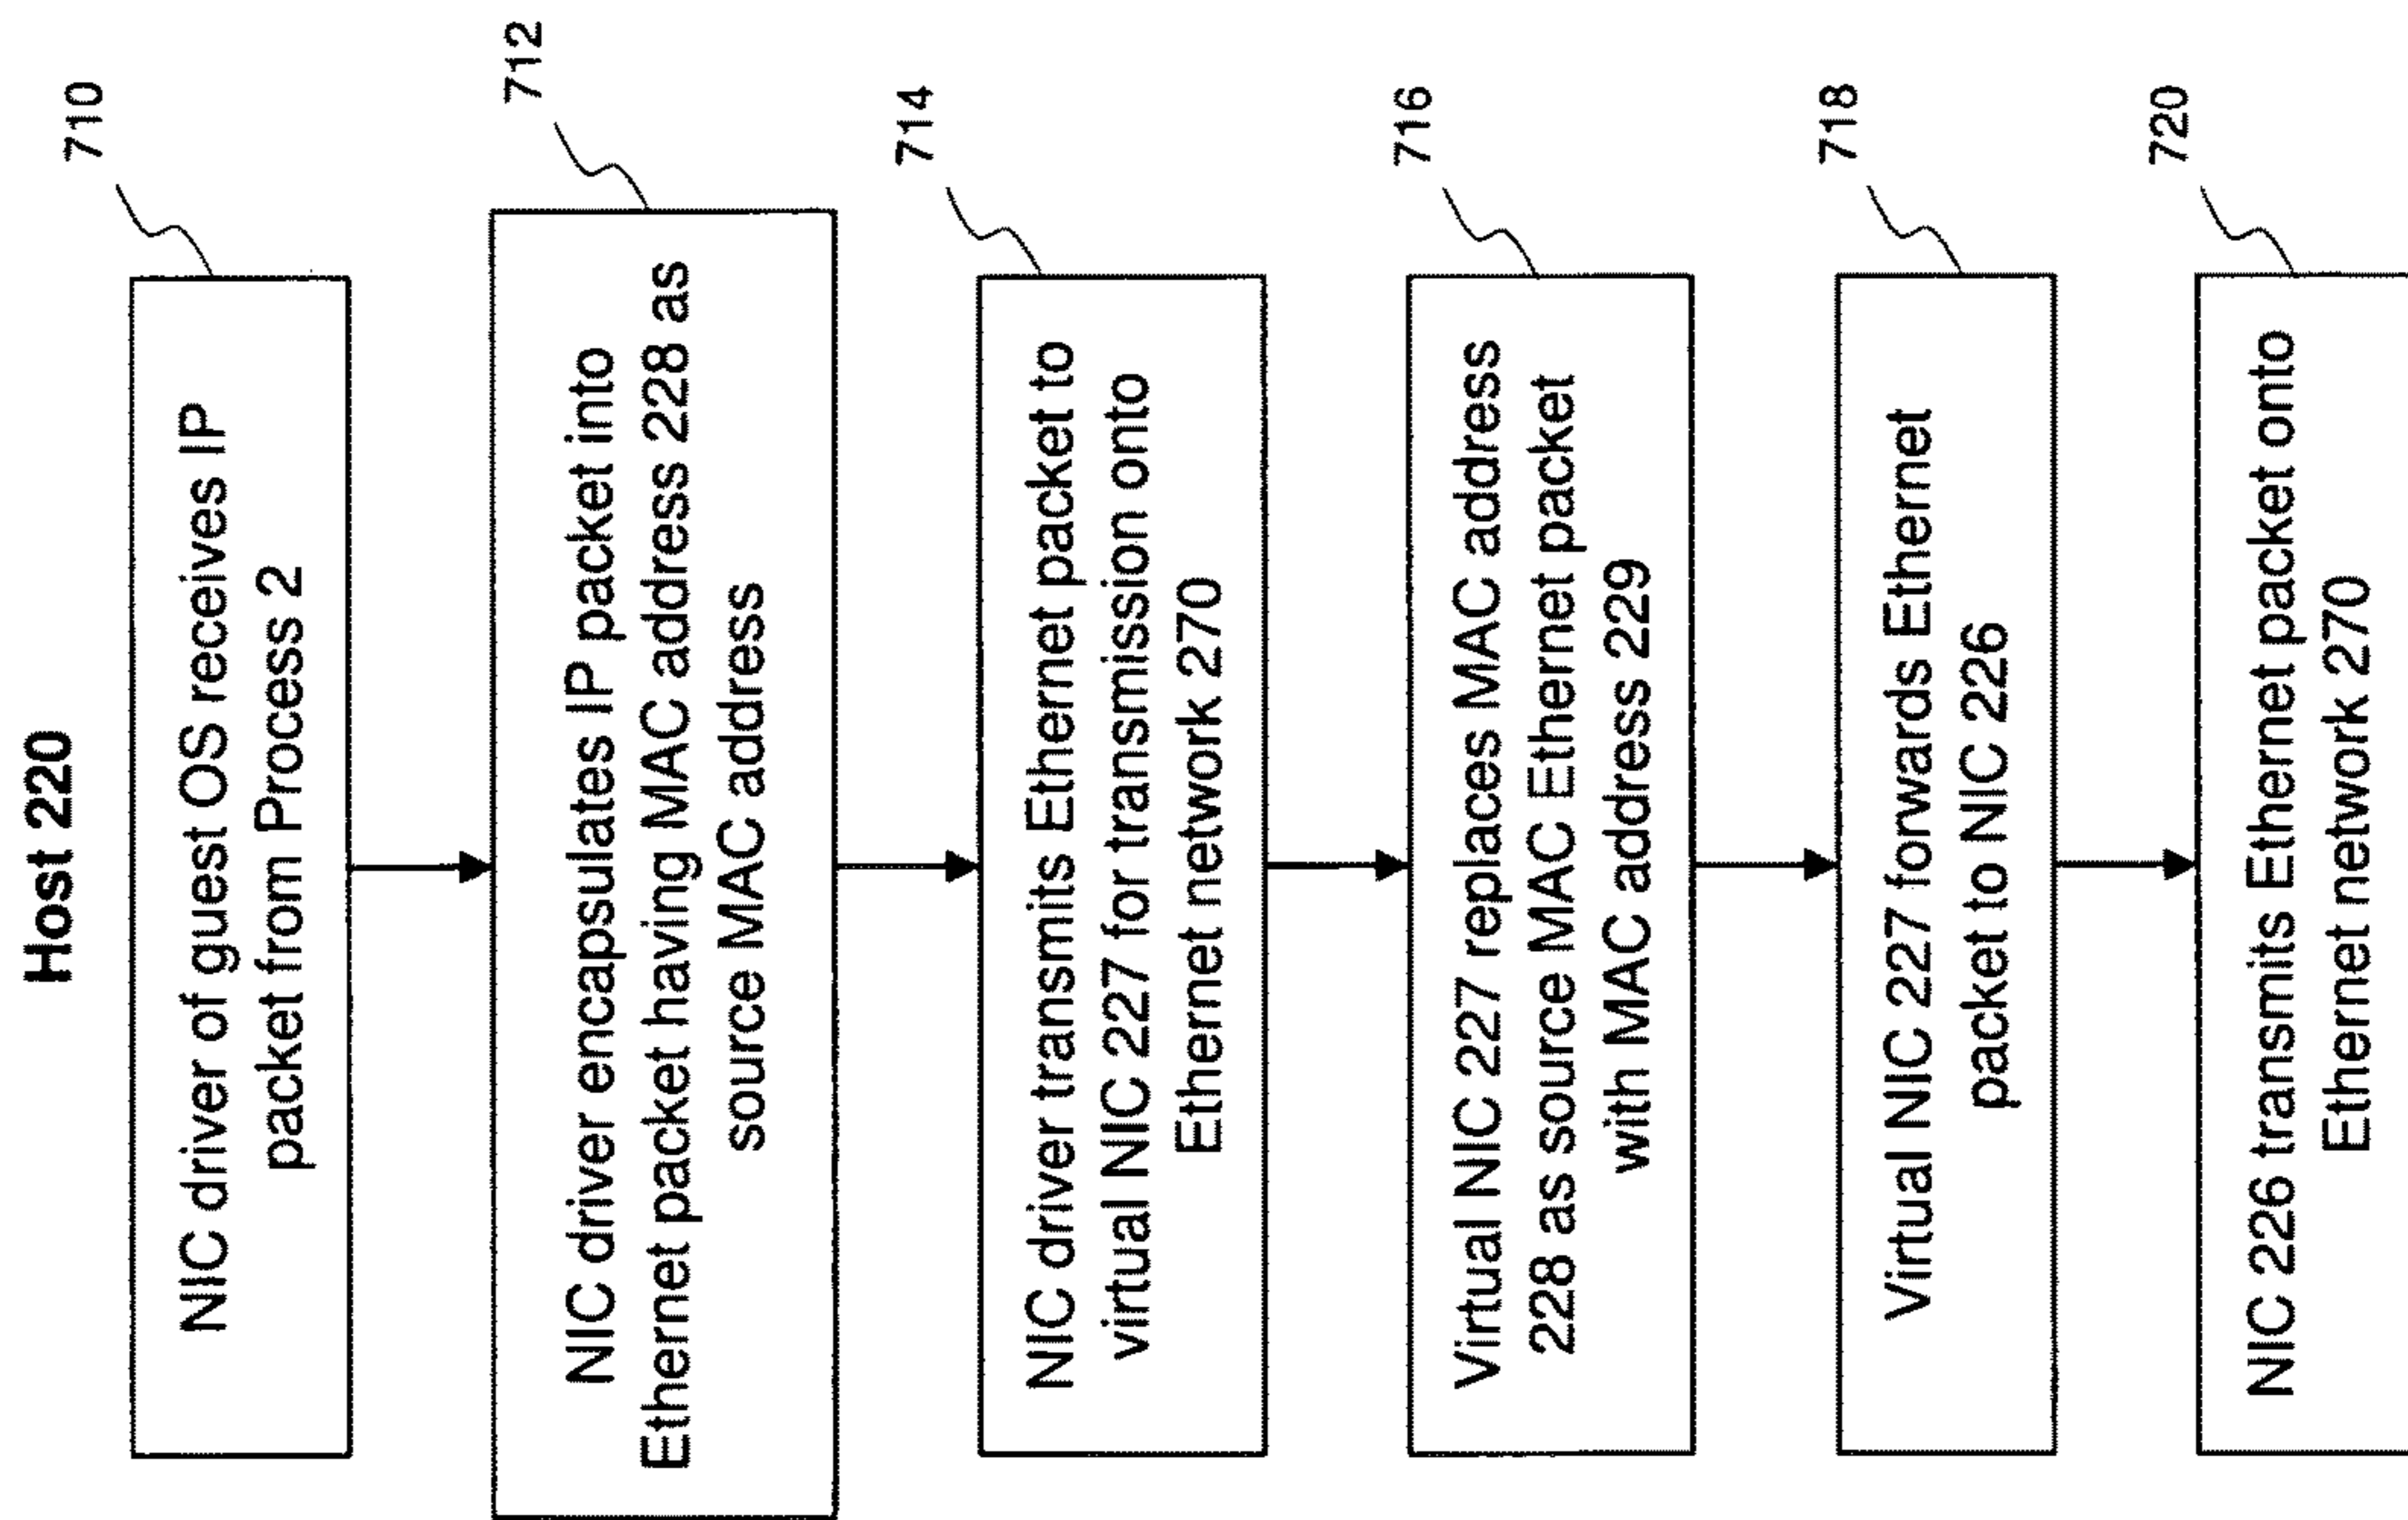 Host 220
710
NIC driver of guest OS receives IP
packet from Process 2
712
NIC driver encapsulates IP packet into
Ethernet packet having MAC address 228 as
source MAC address
714
NIC driver transmits Ethernet packet to
virtual NIC 227 for transmission onto
Ethernet network 270
716
Virtual NIC 227 replaces MAC address
228 as source MAC Ethernet packet
with MAC address 229
718
Virtual NIC 227 forwards Ethernet
packet to NIC 226
720
NIC 226 transmits Ethernet packet onto
Ethernet network 270